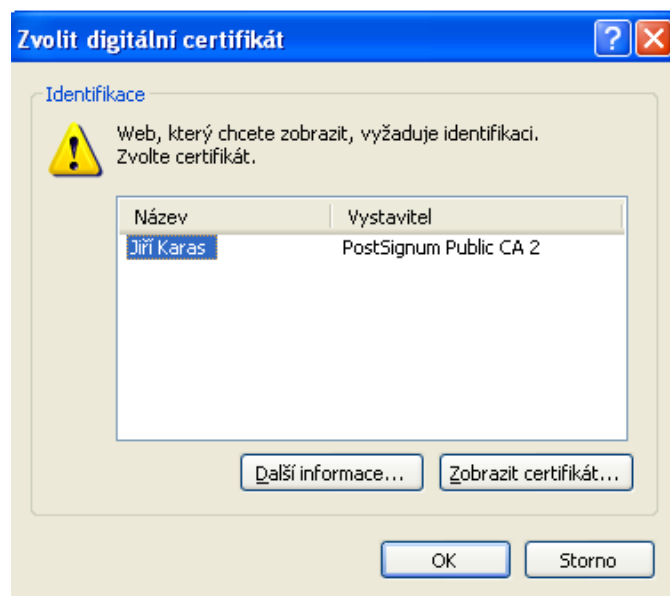 Zvolit digitální certifikát
Identifikace
Web, který chcete zobrazit, vyžaduje identifikaci.
Zvolte certifikát.
Název Vystavitel
Jiří Karas PostSignum Public CA 2
Další informace... Zobrazit certifikát...
OK Storno